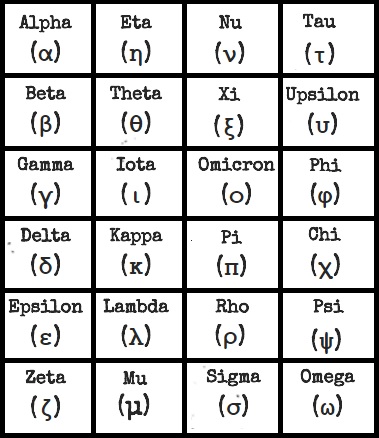 Alpha
(α)
Eta
(η)
Nu
(ν)
Tau
(τ)
Beta
(β)
Theta
(θ)
Xi
(ξ)
Upsilon
(υ)
Gamma
(γ)
Iota
(ι)
Omicron
(ο)
Phi
(φ)
Delta
(δ)
Kappa
(κ)
Pi
(π)
Chi
(χ)
Epsilon
(ε)
Lambda
(λ)
Rho
(ρ)
Psi
(ψ)
Zeta
(ζ)
Mu
(μ)
Sigma
(σ)
Omega
(ω)